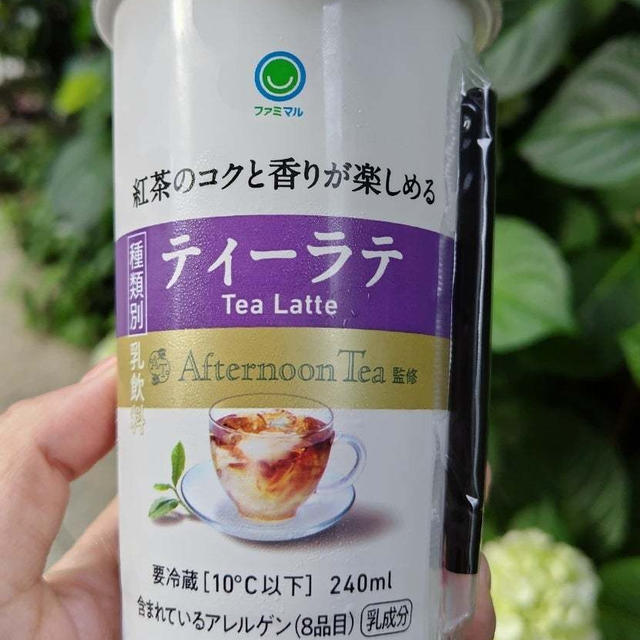 ファミマル
紅茶のコクと香りが楽しめる
種類別 乳飲料
ティーラテ
Tea Latte
Afternoon Tea 監修
要冷蔵[10°C以下] 240ml
含まれているアレルゲン(8品目) 乳成分